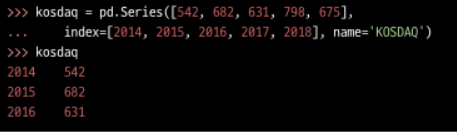 >>> kosdaq = pd.Series([542, 682, 631, 798, 675],
... index=[2014, 2015, 2016, 2017, 2018], name='KOSDAQ')
>>> kosdaq
2014 542
2015 682
2016 631